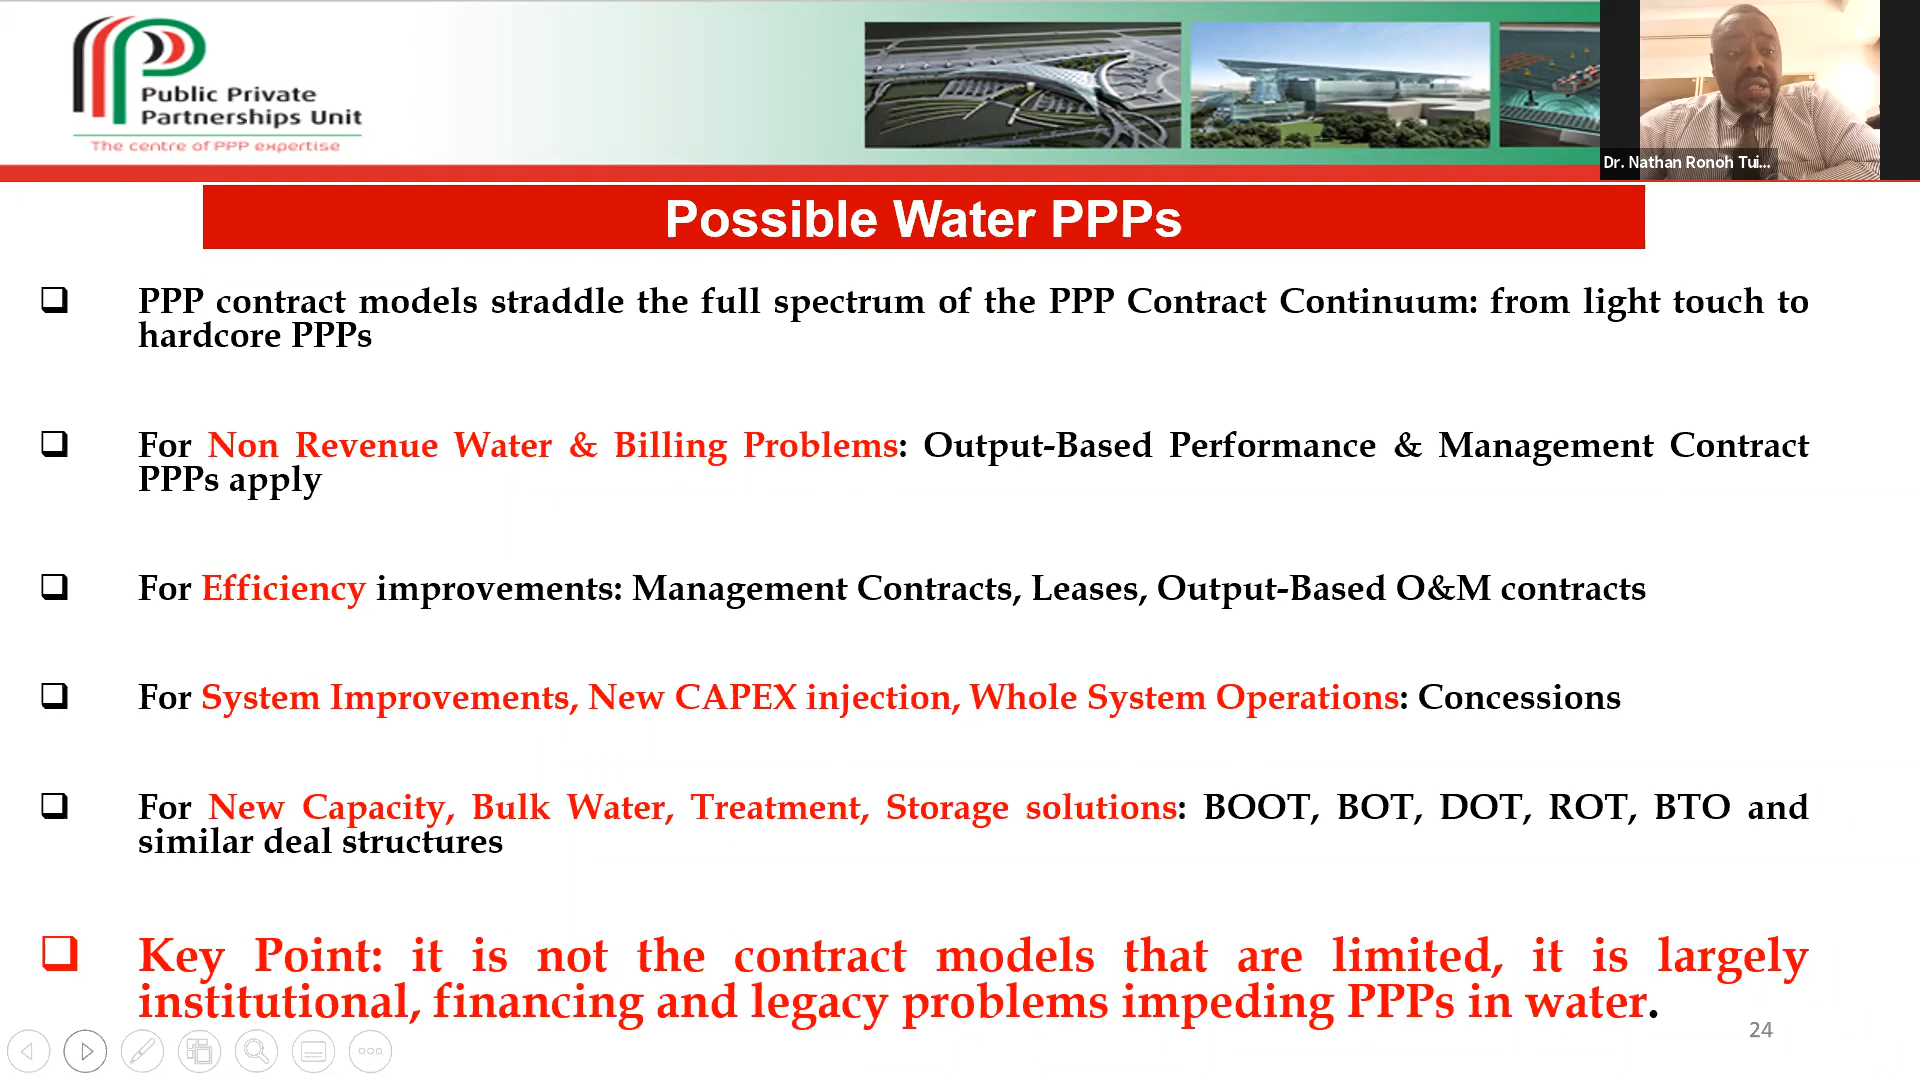 Public Private
Partnerships Unit
The centre of PPP expertise
Dr. Nathan Ronoh Tui...
Possible Water PPPs
PPP contract models straddle the full spectrum of the PPP Contract Continuum: from light touch to
hardcore PPPs
For Non Revenue Water & Billing Problems: Output-Based Performance & Management Contract
PPPs apply
For Efficiency improvements: Management Contracts, Leases, Output-Based O&M contracts
For System Improvements, New CAPEX injection, Whole System Operations: Concessions
For New Capacity, Bulk Water, Treatment, Storage solutions: BOOT, BOT, DOT, ROT, BTO and
similar deal structures
Key Point: it is not the contract models that are limited, it is largely
institutional, financing and legacy problems impeding PPPs in water.
24